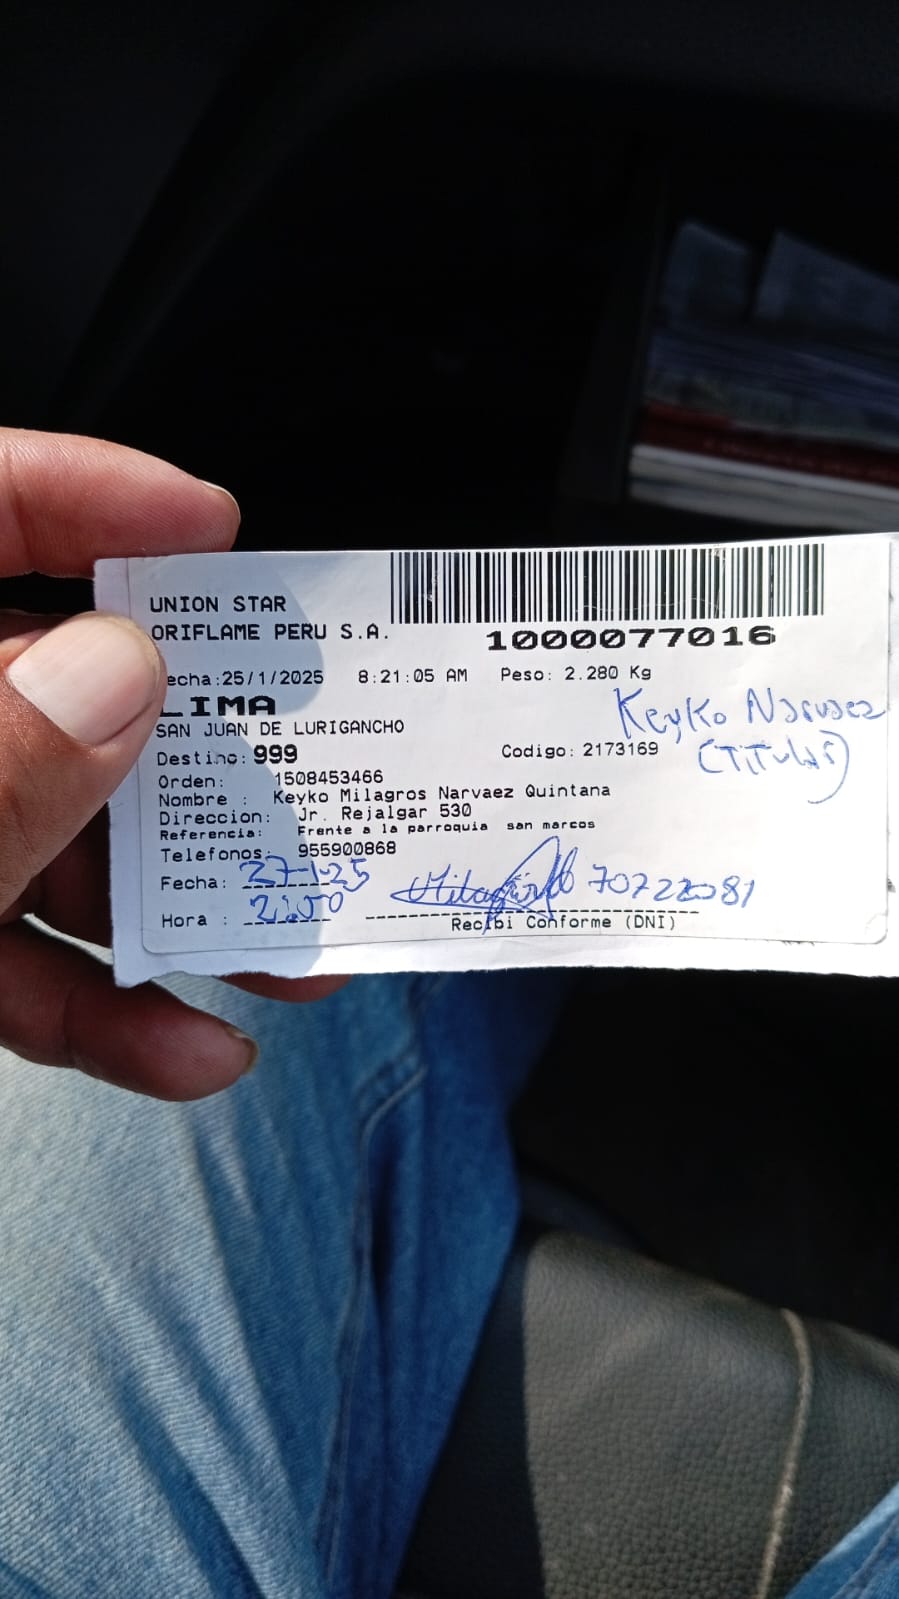 UNION STAR
ORIFLAME PERU S.A.
1000077016
echa:25/1/2025 8:21:05 AM Peso: 2.280 Kg
LIMA
Keyko Narvaez
SAN JUAN DE LURIGANCHO
(Titular)
Destino: 999 Codigo: 2173169
Orden: 1508453466
Nombre : Keyko Milagros Narvaez Quintana
Direccion: Jr. Rejalgar 530
Referencia: Frente a la parroquia san marcos
Telefonos: 955900868
Fecha: 27-1-25
Milagros 70722081
Hora :
Recibi Conforme (DNI)